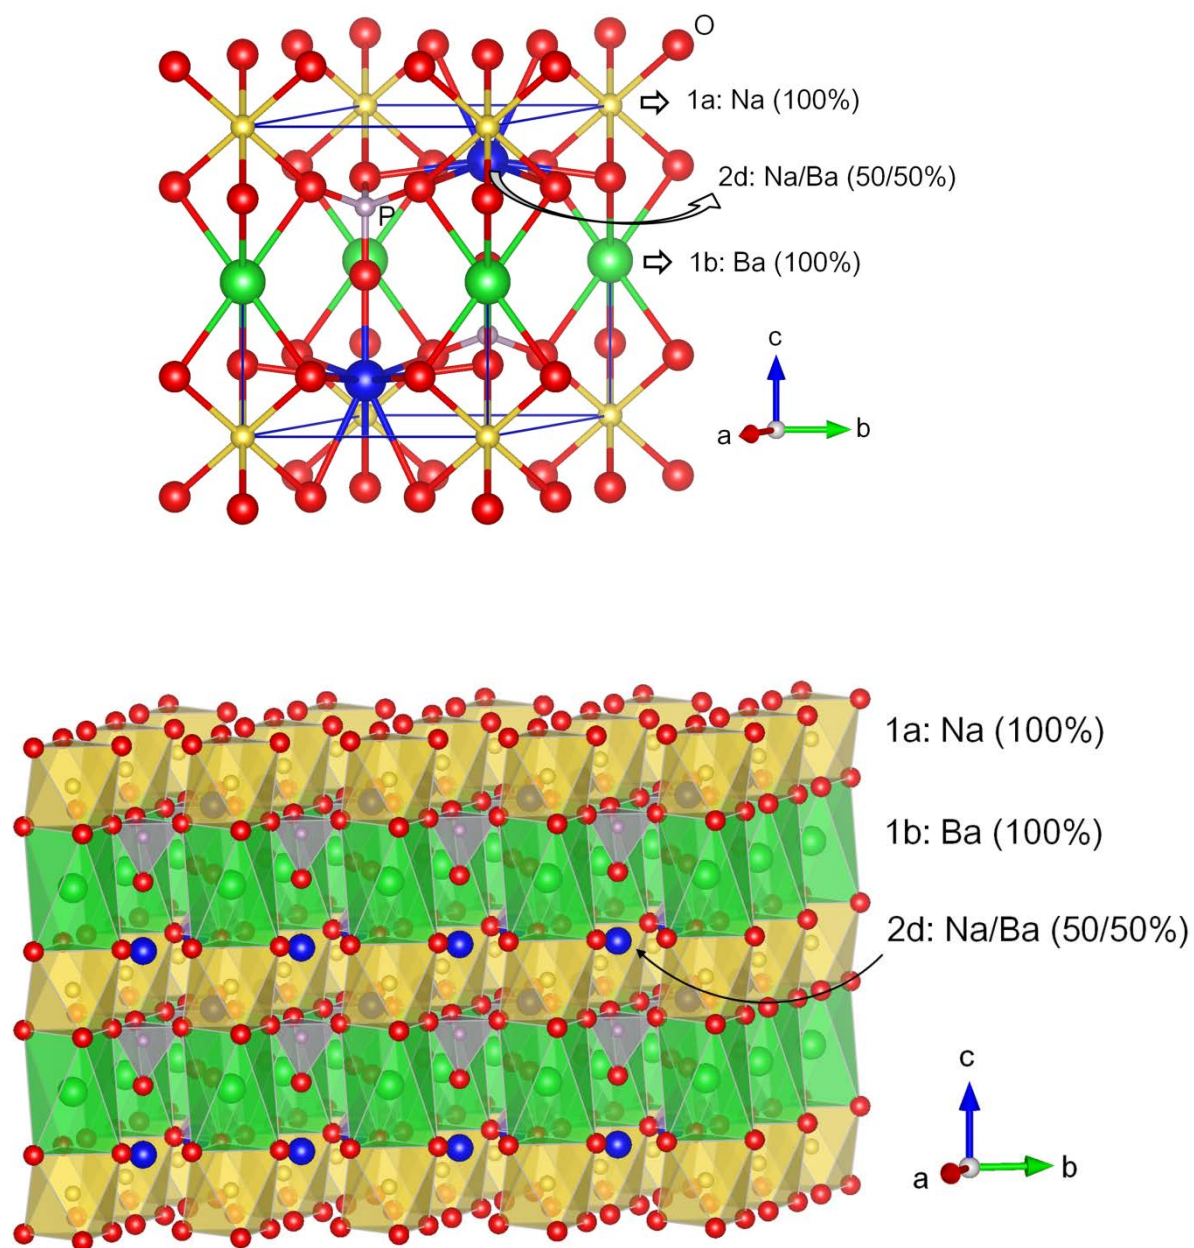 O
1a: Na (100%)
2d: Na/Ba (50/50%)
P
1b: Ba (100%)
c
a
b
1a: Na (100%)
1b: Ba (100%)
2d: Na/Ba (50/50%)
c
a
b